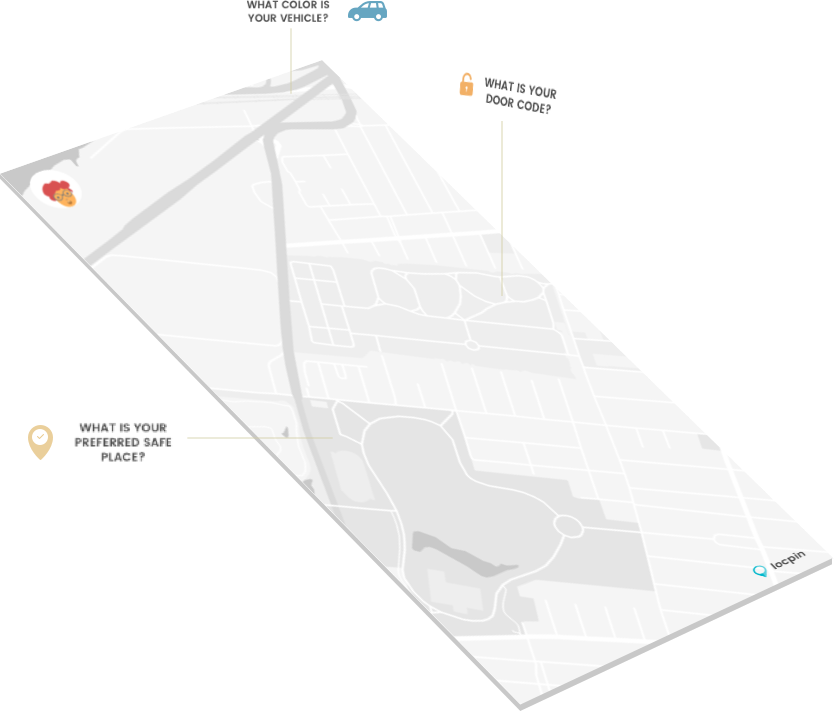 WHAT COLOR IS
YOUR VEHICLE?
WHAT IS YOUR
DOOR CODE?
WHAT IS YOUR
PREFERRED SAFE
PLACE?
locpin